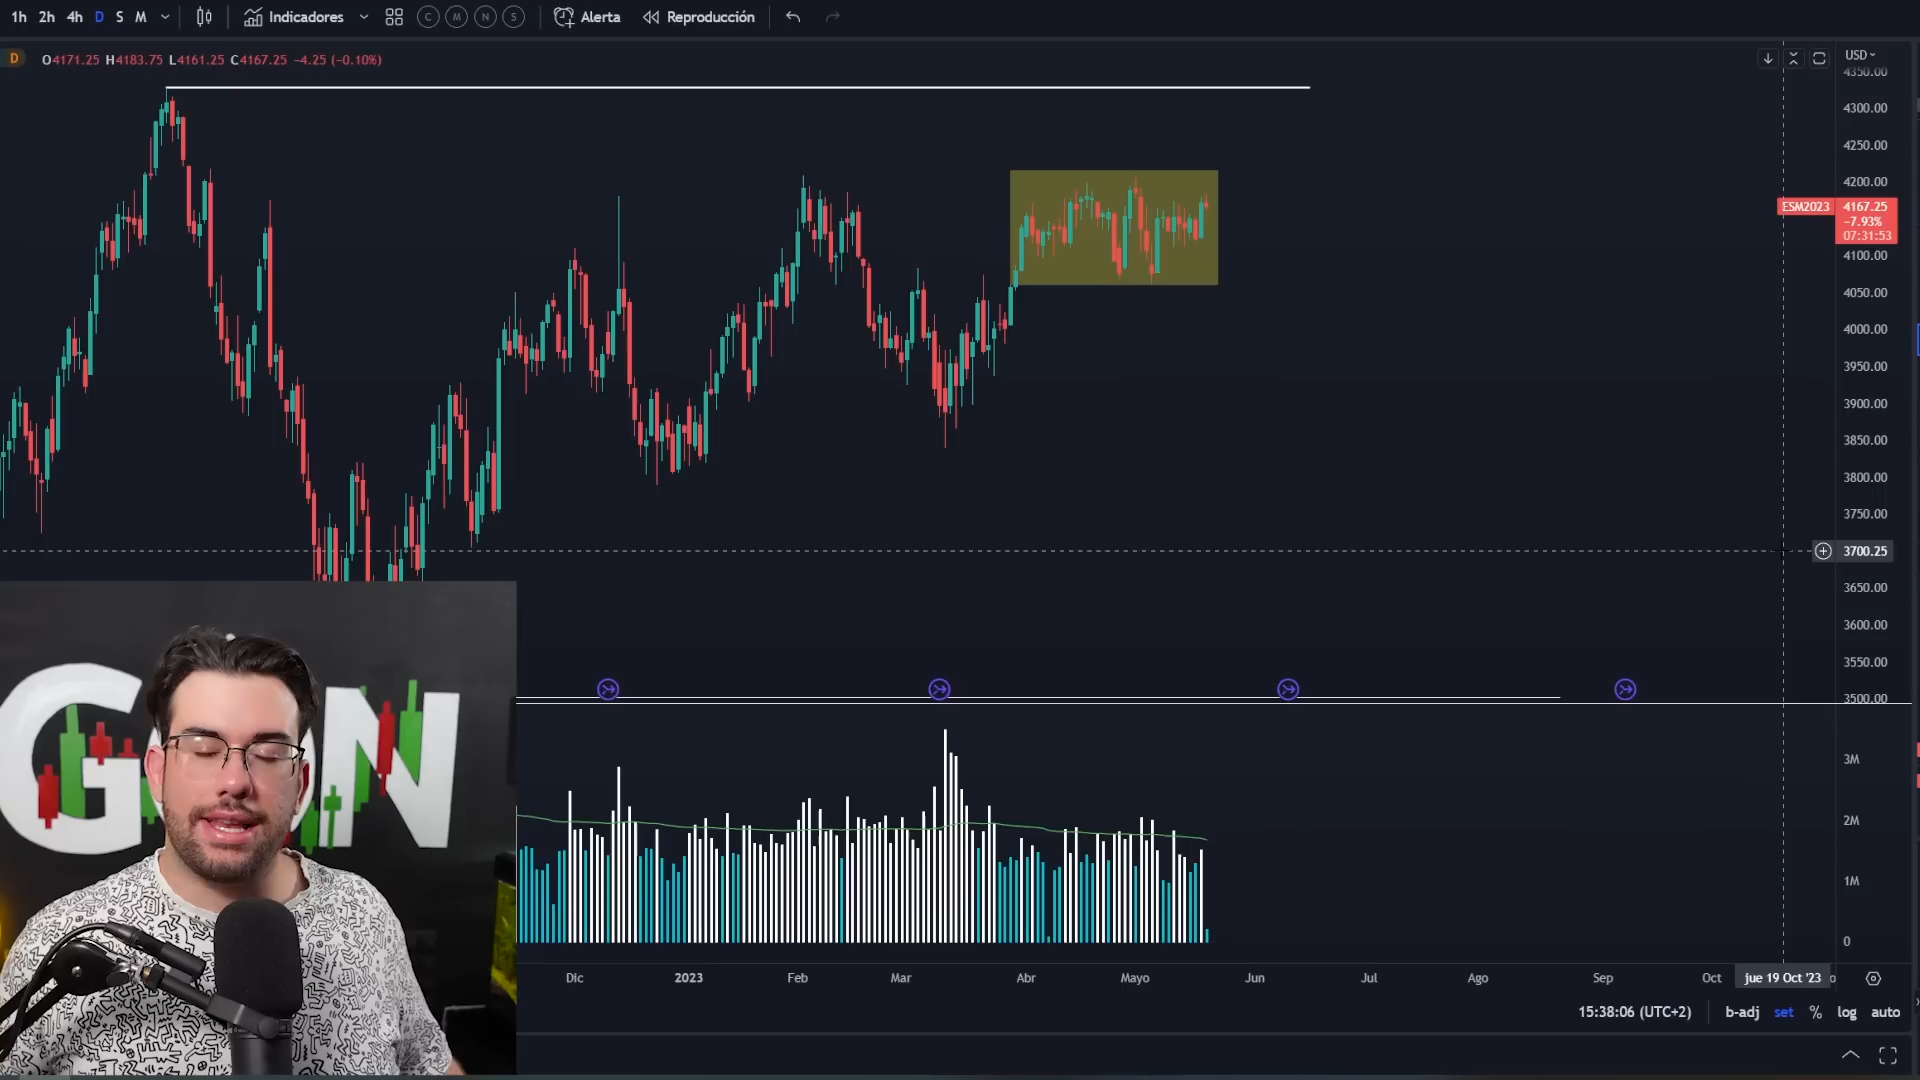 1h 2h 4h D S M Indicadores C M N S Alerta Reproducción
D O4171.25 H4183.75 L4161.25 C4167.25 −4.25 (−0.10%)
USD
4350.00
4300.00
4250.00
4200.00
ESM2023 4167.25
−7.93%
07:31:53
4100.00
4050.00
4000.00
3950.00
3900.00
3850.00
3800.00
3750.00
3700.25
3650.00
3600.00
3550.00
3500.00
3M
2M
1M
0
GON
Dic 2023 Feb Mar Abr Mayo Jun Jul Ago Sep Oct jue 19 Oct '23
15:38:06 (UTC+2) b-adj set % log auto